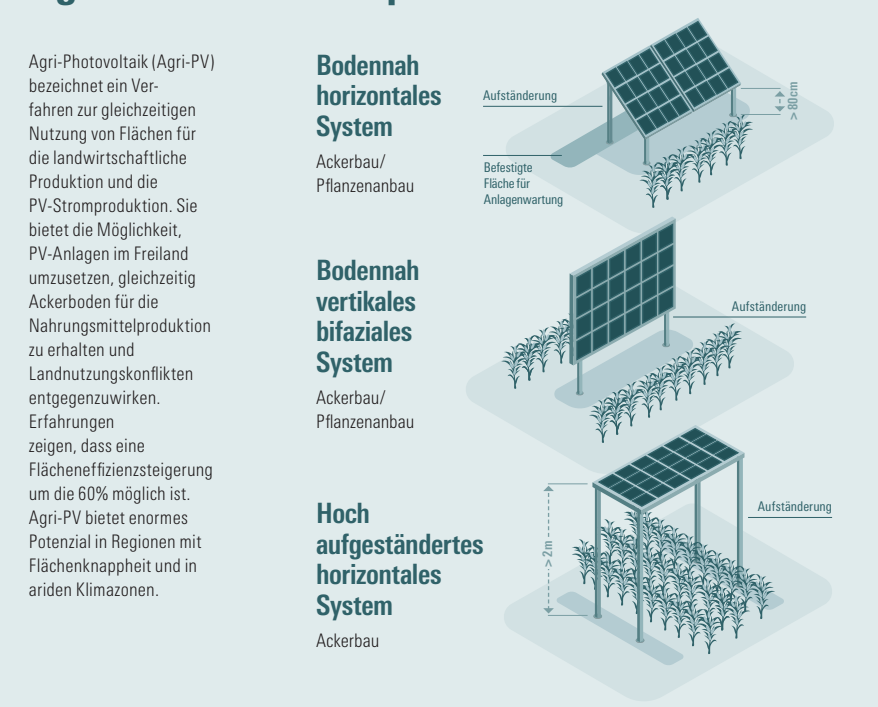 Agri-Photovoltaik (Agri-PV)
bezeichnet ein Ver-
fahren zur gleichzeitigen
Nutzung von Flächen für
die landwirtschaftliche
Produktion und die
PV-Stromproduktion. Sie
bietet die Möglichkeit,
PV-Anlagen im Freiland
umzusetzen, gleichzeitig
Ackerboden für die
Nahrungsmittelproduktion
zu erhalten und
Landnutzungskonflikten
entgegenzuwirken.
Erfahrungen
zeigen, dass eine
Flächeneffizienzsteigerung
um die 60% möglich ist.
Agri-PV bietet enormes
Potenzial in Regionen mit
Flächenknappheit und in
ariden Klimazonen.
Bodennah
horizontales
System
Ackerbau/
Pflanzenanbau
Aufständerung
> 80cm
Befestigte
Fläche für
Anlagenwartung
Bodennah
vertikales
bifaziales
System
Ackerbau/
Pflanzenanbau
Aufständerung
Hoch
aufgeständertes
horizontales
System
Ackerbau
> 2m
Aufständerung